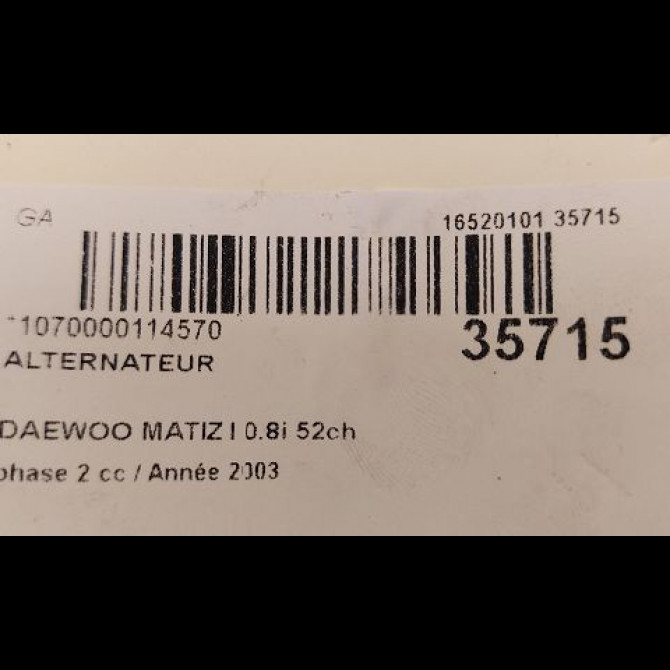 GA 16520101 35715
1070000114570 35715
ALTERNATEUR
DAEWOO MATIZ I 0.8i 52ch
phase 2 cc / Année 2003